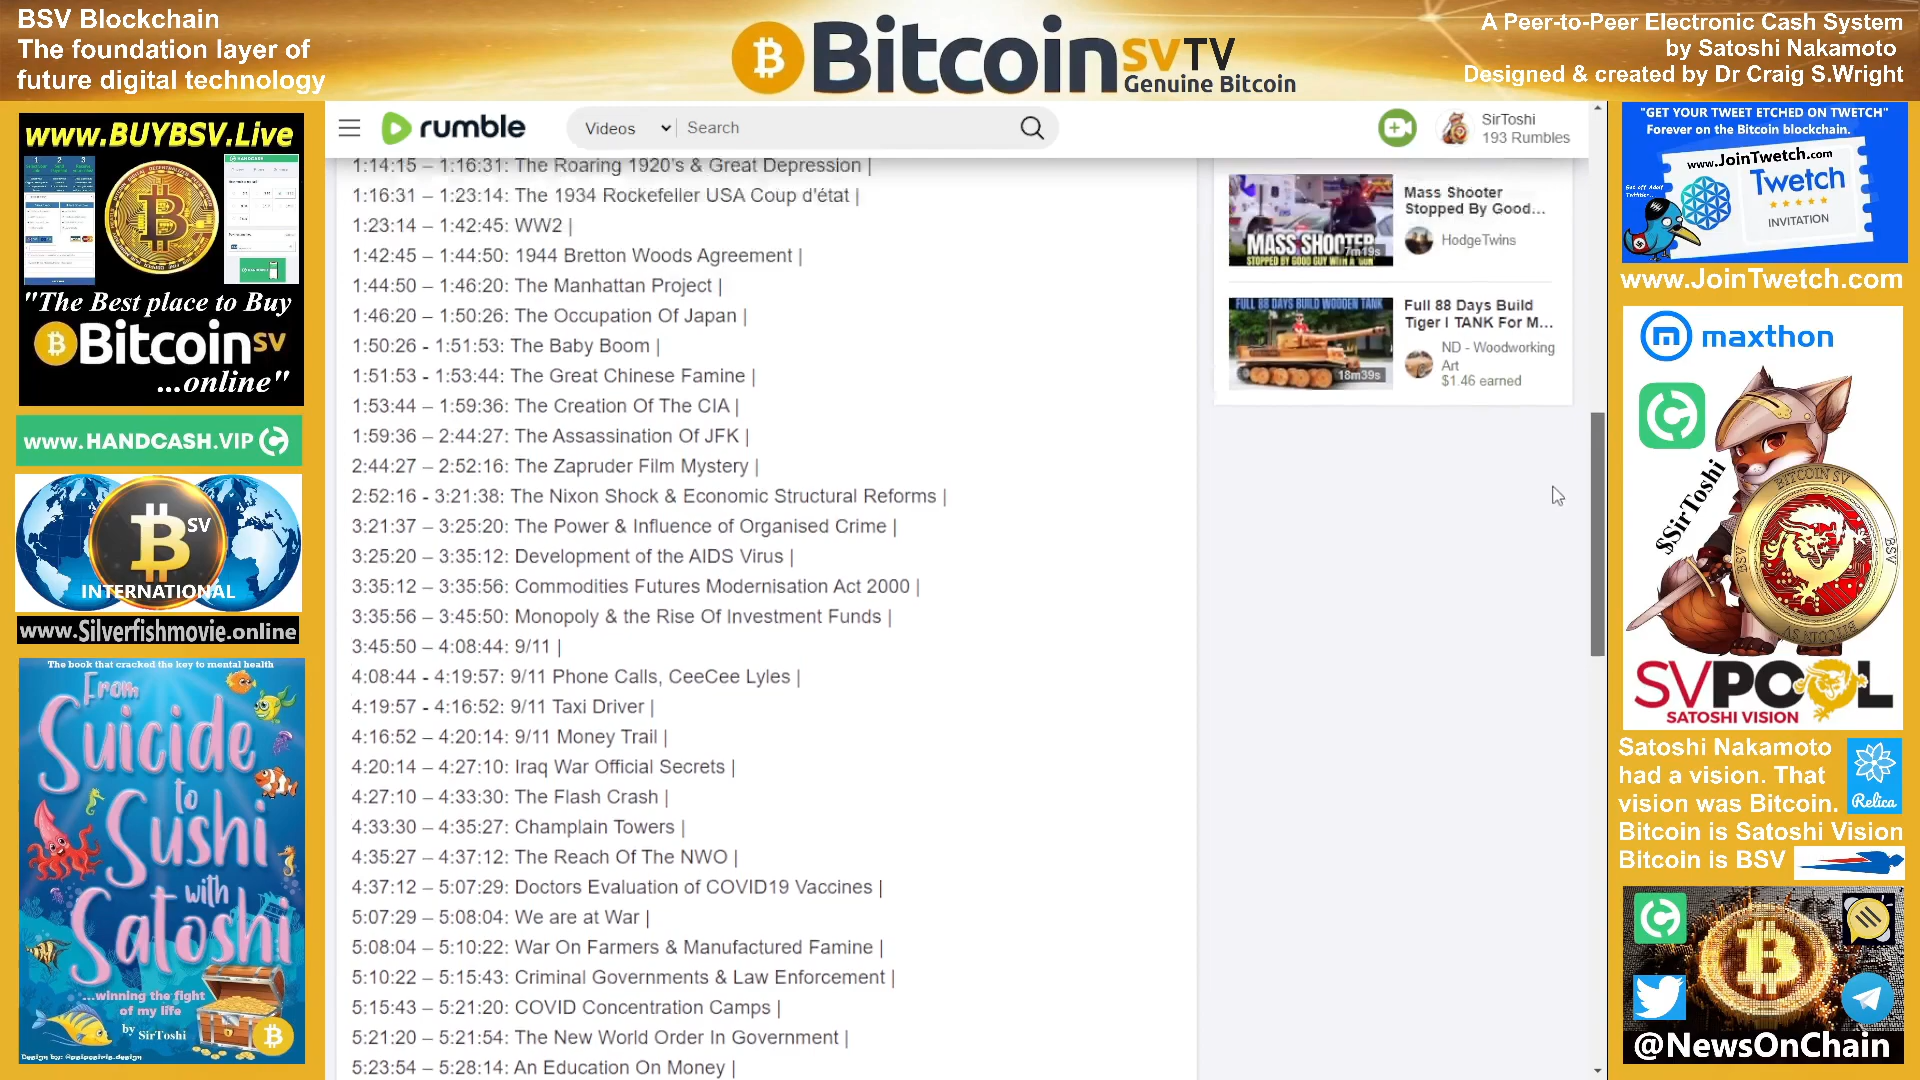 BSV Blockchain
The foundation layer of
future digital technology
Bitcoin SVTV
Genuine Bitcoin
A Peer-to-Peer Electronic Cash System
by Satoshi Nakamoto
Designed & created by Dr Craig S.Wright
www.BUYBSV.Live
"The Best place to Buy
Bitcoin SV
...online"
www.HANDCASH.VIP
SV
INTERNATIONAL
www.Silverfishmovie.online
The book that cracked the key to mental health
From
Suicide
to
Sushi
with
Satoshi
...winning the fight
of my life
by SirToshi
rumble
Videos
Search
SirToshi
193 Rumbles
1:14:15 – 1:16:31: The Roaring 1920's & Great Depression |
1:16:31 – 1:23:14: The 1934 Rockefeller USA Coup d'état |
1:23:14 – 1:42:45: WW2 |
1:42:45 – 1:44:50: 1944 Bretton Woods Agreement |
1:44:50 – 1:46:20: The Manhattan Project |
1:46:20 – 1:50:26: The Occupation Of Japan |
1:50:26 - 1:51:53: The Baby Boom |
1:51:53 - 1:53:44: The Great Chinese Famine |
1:53:44 – 1:59:36: The Creation Of The CIA |
1:59:36 – 2:44:27: The Assassination Of JFK |
2:44:27 – 2:52:16: The Zapruder Film Mystery |
2:52:16 - 3:21:38: The Nixon Shock & Economic Structural Reforms |
3:21:37 – 3:25:20: The Power & Influence of Organised Crime |
3:25:20 – 3:35:12: Development of the AIDS Virus |
3:35:12 – 3:35:56: Commodities Futures Modernisation Act 2000 |
3:35:56 – 3:45:50: Monopoly & the Rise Of Investment Funds |
3:45:50 – 4:08:44: 9/11 |
4:08:44 - 4:19:57: 9/11 Phone Calls, CeeCee Lyles |
4:19:57 - 4:16:52: 9/11 Taxi Driver |
4:16:52 – 4:20:14: 9/11 Money Trail |
4:20:14 – 4:27:10: Iraq War Official Secrets |
4:27:10 – 4:33:30: The Flash Crash |
4:33:30 – 4:35:27: Champlain Towers |
4:35:27 – 4:37:12: The Reach Of The NWO |
4:37:12 – 5:07:29: Doctors Evaluation of COVID19 Vaccines |
5:07:29 – 5:08:04: We are at War |
5:08:04 – 5:10:22: War On Farmers & Manufactured Famine |
5:10:22 – 5:15:43: Criminal Governments & Law Enforcement |
5:15:43 – 5:21:20: COVID Concentration Camps |
5:21:20 – 5:21:54: The New World Order In Government |
5:23:54 – 5:28:14: An Education On Money |
MASS SHOOTER
STOPPED BY GOOD GUY WITH A GUN
7m19s
Mass Shooter
Stopped By Good...
HodgeTwins
FULL 88 DAYS BUILD WOODEN TANK
18m39s
Full 88 Days Build
Tiger I TANK For M...
ND - Woodworking
Art
$1.46 earned
"GET YOUR TWEET ETCHED ON TWETCH"
Forever on the Bitcoin blockchain.
www.JoinTwetch.com
Twetch
INVITATION
www.JoinTwetch.com
maxthon
$SirToshi
BITCOIN SV
BSV
BSV
SVPOOL
SATOSHI VISION
Satoshi Nakamoto
had a vision. That
vision was Bitcoin.
Relica
Bitcoin is Satoshi Vision
Bitcoin is BSV
@NewsOnChain